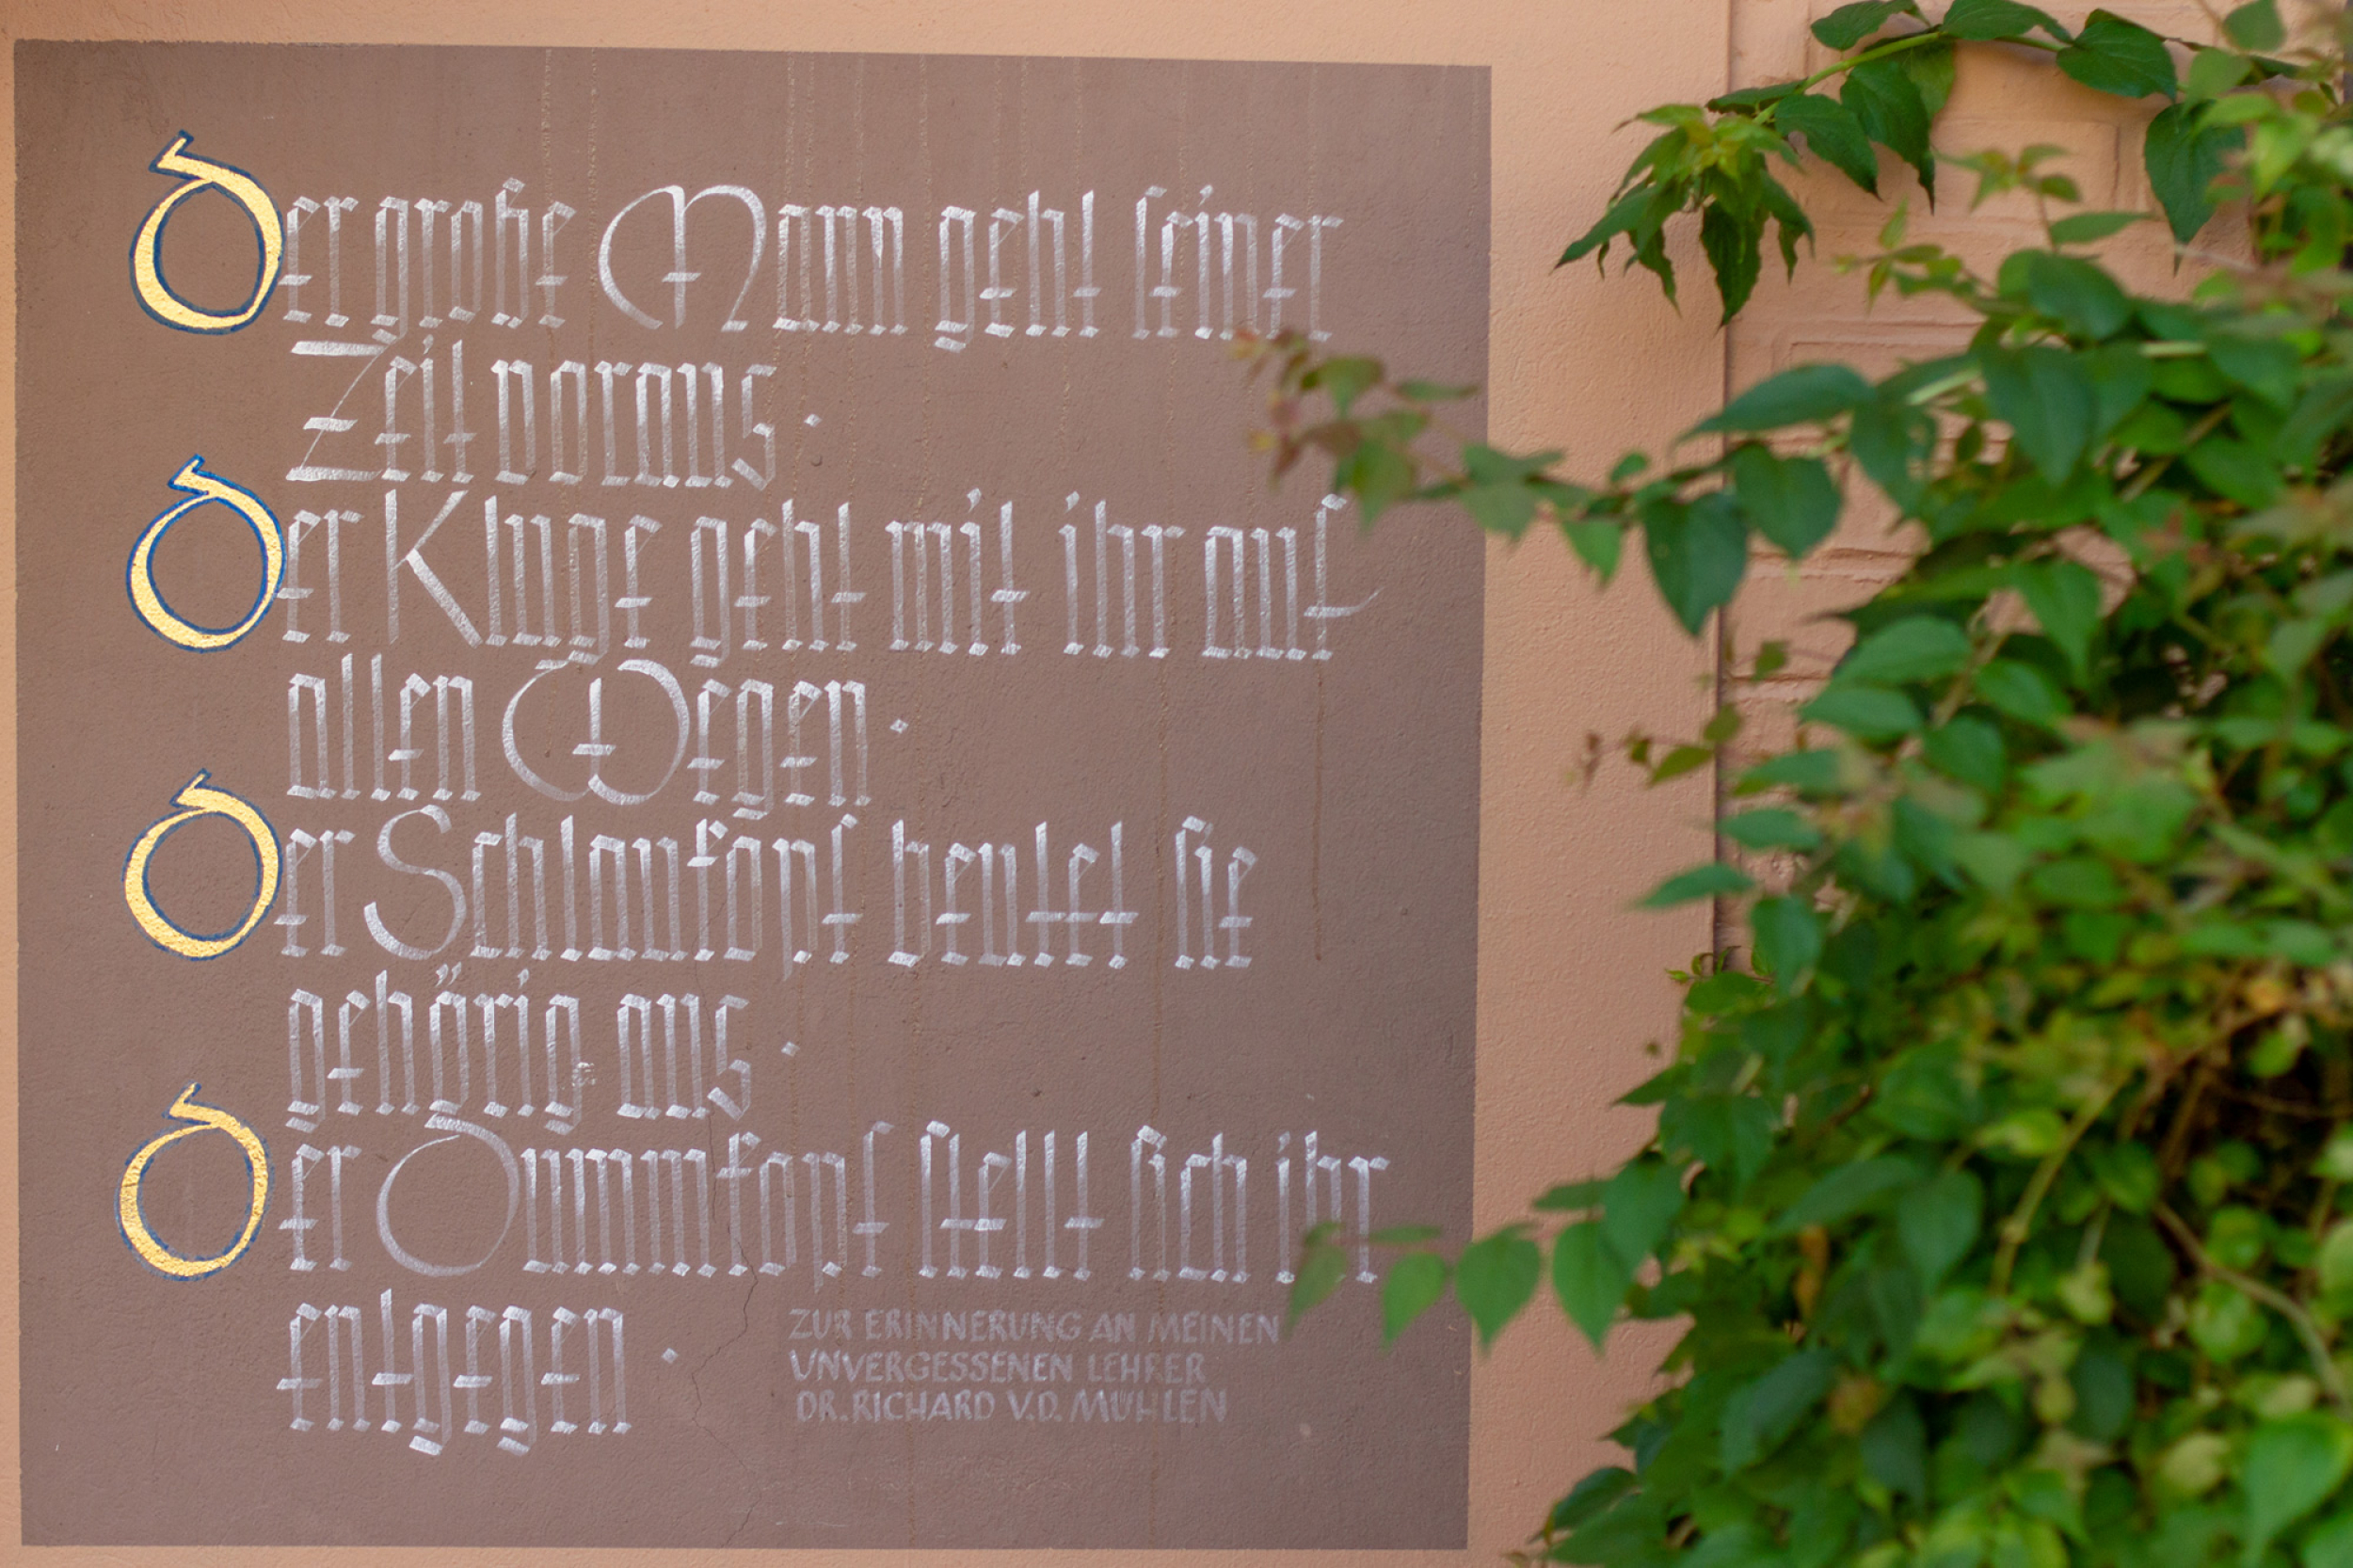 Der große Mann geht seiner
Zeit voraus.
Der Kluge geht mit ihr auf
allen Wegen.
Der Schlaukopf beutet sie
gehörig aus.
Der Dummkopf stellt sich ihr
entgegen.
ZUR ERINNERUNG AN MEINEN
UNVERGESSENEN LEHRER
DR. RICHARD V.D. MÜHLEN